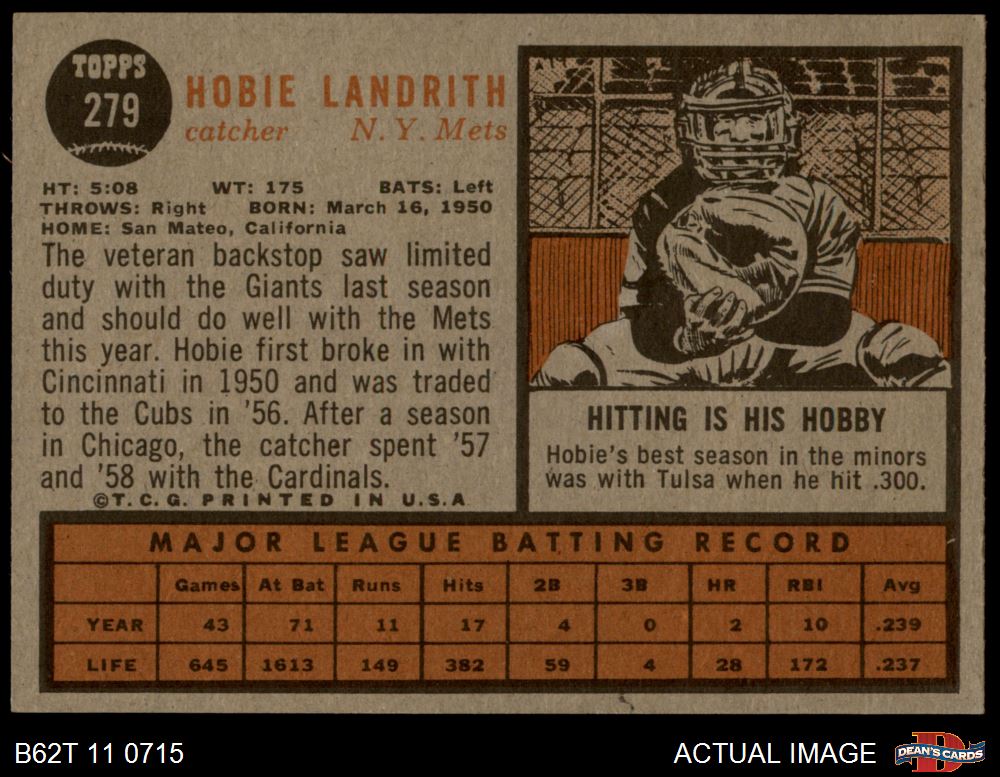 TOPPS
279
HOBIE LANDRITH
catcher N. Y. Mets
HT: 5:08 WT: 175 BATS: Left
THROWS: Right BORN: March 16, 1950
HOME: San Mateo, California
The veteran backstop saw limited
duty with the Giants last season
and should do well with the Mets
this year. Hobie first broke in with
Cincinnati in 1950 and was traded
to the Cubs in '56. After a season
in Chicago, the catcher spent '57
and '58 with the Cardinals.
©T.C.G. PRINTED IN U.S.A
HITTING IS HIS HOBBY
Hobie's best season in the minors
was with Tulsa when he hit .300.
MAJOR LEAGUE BATTING RECORD
Games At Bat Runs Hits 2B 3B HR RBI Avg
YEAR 43 71 11 17 4 0 2 10 .239
LIFE 645 1613 149 382 59 4 28 172 .237
B62T 11 0715 ACTUAL IMAGE
D
DEAN'S CARDS